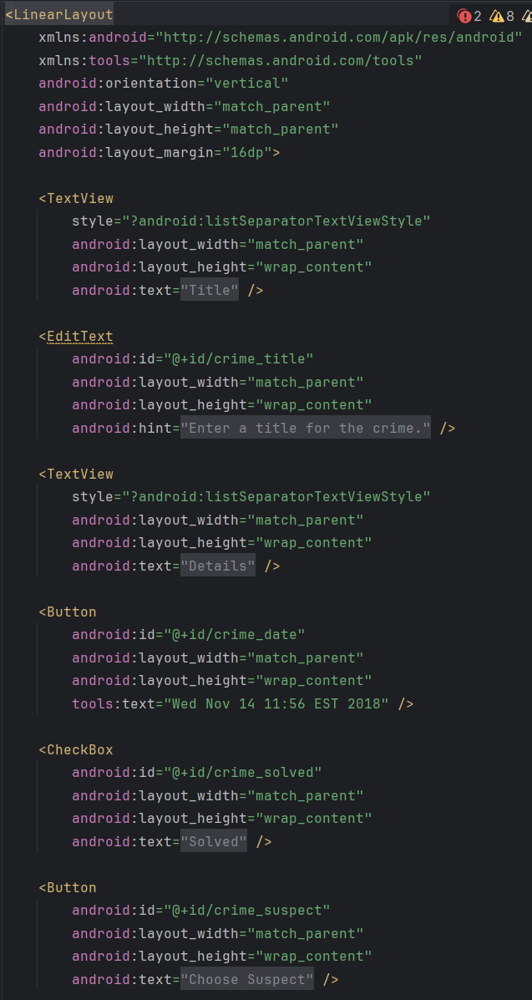 <LinearLayout
2 8
xmlns:android="http://schemas.android.com/apk/res/android"
xmlns:tools="http://schemas.android.com/tools"
android:orientation="vertical"
android:layout_width="match_parent"
android:layout_height="match_parent"
android:layout_margin="16dp">
<TextView
style="?android:listSeparatorTextViewStyle"
android:layout_width="match_parent"
android:layout_height="wrap_content"
android:text="Title" />
<EditText
android:id="@+id/crime_title"
android:layout_width="match_parent"
android:layout_height="wrap_content"
android:hint="Enter a title for the crime." />
<TextView
style="?android:listSeparatorTextViewStyle"
android:layout_width="match_parent"
android:layout_height="wrap_content"
android:text="Details" />
<Button
android:id="@+id/crime_date"
android:layout_width="match_parent"
android:layout_height="wrap_content"
tools:text="Wed Nov 14 11:56 EST 2018" />
<CheckBox
android:id="@+id/crime_solved"
android:layout_width="match_parent"
android:layout_height="wrap_content"
android:text="Solved" />
<Button
android:id="@+id/crime_suspect"
android:layout_width="match_parent"
android:layout_height="wrap_content"
android:text="Choose Suspect" />